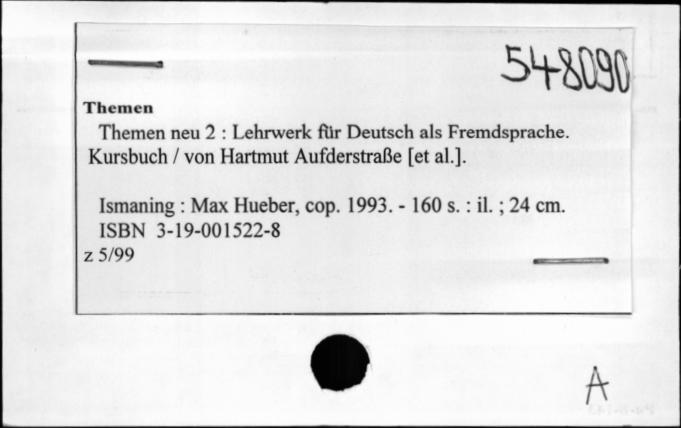 548090
Themen
Themen neu 2 : Lehrwerk für Deutsch als Fremdsprache.
Kursbuch / von Hartmut Aufderstraße [et al.].
Ismaning : Max Hueber, cop. 1993. - 160 s. : il. ; 24 cm.
ISBN 3-19-001522-8
z 5/99
A